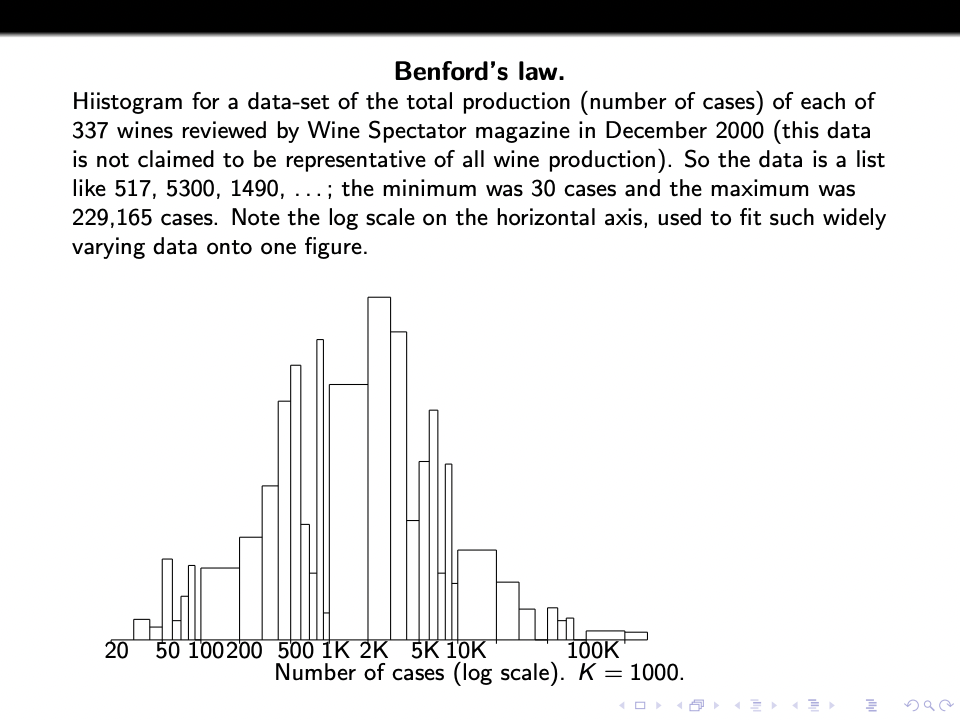 Benford's law.
Hiistogram for a data-set of the total production (number of cases) of each of
337 wines reviewed by Wine Spectator magazine in December 2000 (this data
is not claimed to be representative of all wine production). So the data is a list
like 517, 5300, 1490, . . . ; the minimum was 30 cases and the maximum was
229,165 cases. Note the log scale on the horizontal axis, used to fit such widely
varying data onto one figure.
20 50 100 200 500 1K 2K 5K 10K 100K
Number of cases (log scale). K = 1000.